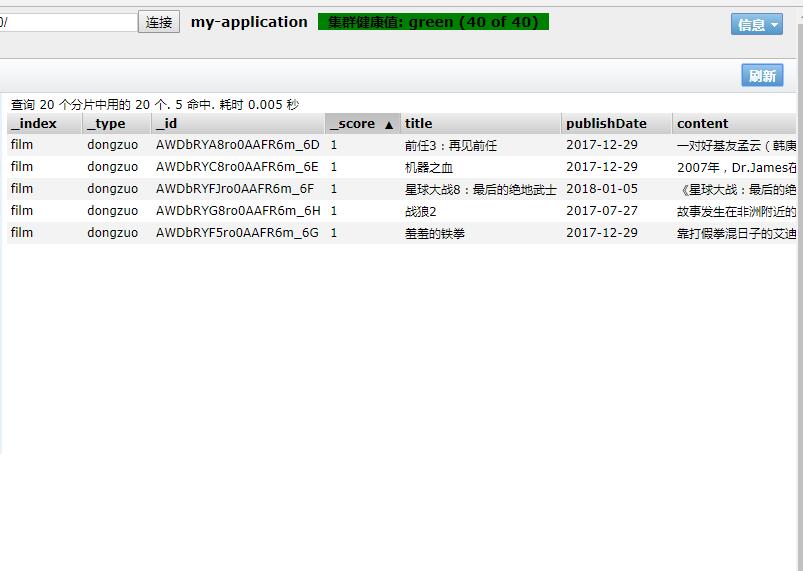 0/ 连接 my-application 集群健康值: green (40 of 40) 信息
刷新
查询 20 个分片中用的 20 个. 5 命中. 耗时 0.005 秒
_index _type _id _score ▲ title publishDate content
film dongzuo AWDbRYA8ro0AAFR6m_6D 1 前任3：再见前任 2017-12-29 一对好基友孟云（韩庚
film dongzuo AWDbRYC8ro0AAFR6m_6E 1 机器之血 2017-12-29 2007年，Dr.James在
film dongzuo AWDbRYFJro0AAFR6m_6F 1 星球大战8：最后的绝地武士 2018-01-05 《星球大战：最后的绝
film dongzuo AWDbRYG8ro0AAFR6m_6H 1 战狼2 2017-07-27 故事发生在非洲附近的
film dongzuo AWDbRYF5ro0AAFR6m_6G 1 羞羞的铁拳 2017-12-29 靠打假拳混日子的艾迪